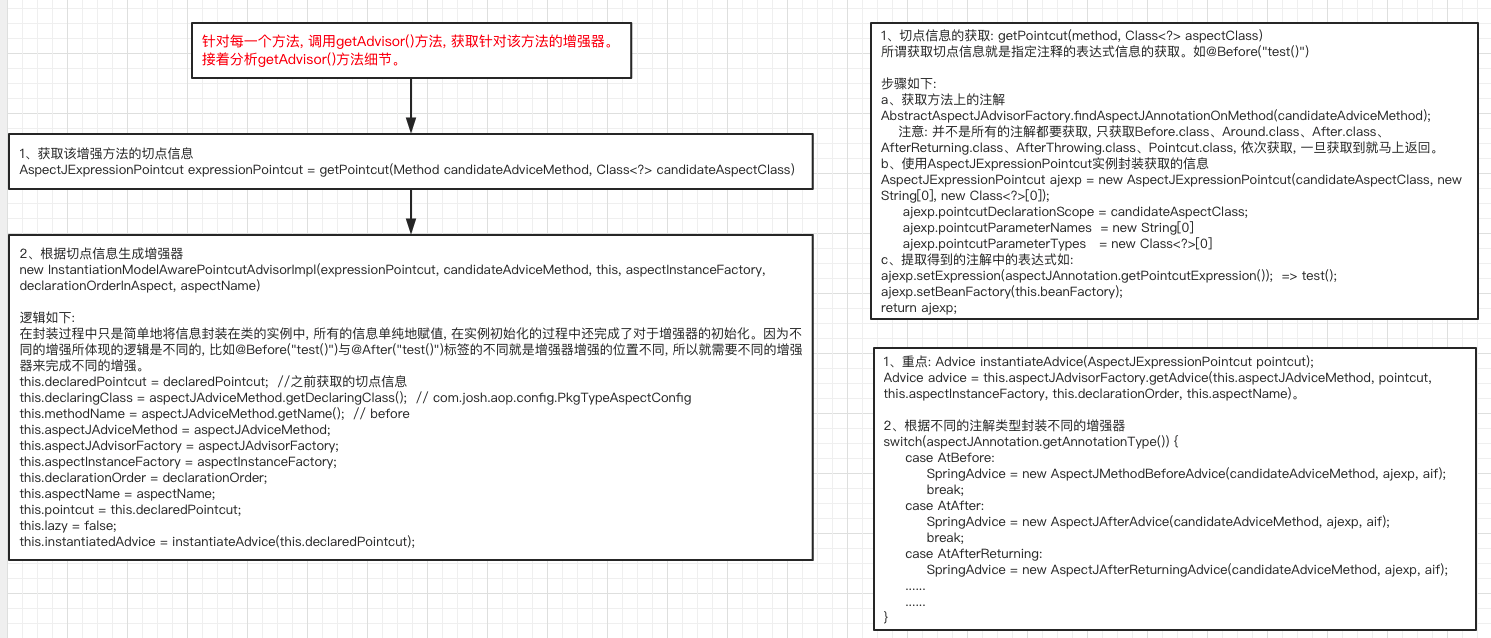 针对每一个方法, 调用getAdvisor()方法, 获取针对该方法的增强器。
接着分析getAdvisor()方法细节。
1、获取该增强方法的切点信息
AspectJExpressionPointcut expressionPointcut = getPointcut(Method candidateAdviceMethod, Class<?> candidateAspectClass)
2、根据切点信息生成增强器
new InstantiationModelAwarePointcutAdvisorImpl(expressionPointcut, candidateAdviceMethod, this, aspectInstanceFactory,
declarationOrderInAspect, aspectName)
逻辑如下:
在封装过程中只是简单地将信息封装在类的实例中, 所有的信息单纯地赋值, 在实例初始化的过程中还完成了对于增强器的初始化。因为不
同的增强所体现的逻辑是不同的, 比如@Before("test()")与@After("test()")标签的不同就是增强器增强的位置不同, 所以就需要不同的增强
器来完成不同的增强。
this.declaredPointcut = declaredPointcut;  //之前获取的切点信息
this.declaringClass = aspectJAdviceMethod.getDeclaringClass();  // com.josh.aop.config.PkgTypeAspectConfig
this.methodName = aspectJAdviceMethod.getName();  // before
this.aspectJAdviceMethod = aspectJAdviceMethod;
this.aspectJAdvisorFactory = aspectJAdvisorFactory;
this.aspectInstanceFactory = aspectInstanceFactory;
this.declarationOrder = declarationOrder;
this.aspectName = aspectName;
this.pointcut = this.declaredPointcut;
this.lazy = false;
this.instantiatedAdvice = instantiateAdvice(this.declaredPointcut);
1、切点信息的获取: getPointcut(method, Class<?> aspectClass)
所谓获取切点信息就是指定注释的表达式信息的获取。如@Before("test()")
步骤如下:
a、获取方法上的注解
AbstractAspectJAdvisorFactory.findAspectJAnnotationOnMethod(candidateAdviceMethod);
注意: 并不是所有的注解都要获取, 只获取Before.class、Around.class、After.class、
AfterReturning.class、AfterThrowing.class、Pointcut.class, 依次获取, 一旦获取到就马上返回。
b、使用AspectJExpressionPointcut实例封装获取的信息
AspectJExpressionPointcut ajexp = new AspectJExpressionPointcut(candidateAspectClass, new
String[0], new Class<?>[0]);
ajexp.pointcutDeclarationScope = candidateAspectClass;
ajexp.pointcutParameterNames  = new String[0]
ajexp.pointcutParameterTypes   = new Class<?>[0]
c、提取得到的注解中的表达式如:
ajexp.setExpression(aspectJAnnotation.getPointcutExpression());  => test();
ajexp.setBeanFactory(this.beanFactory);
return ajexp;
1、重点: Advice instantiateAdvice(AspectJExpressionPointcut pointcut);
Advice advice = this.aspectJAdvisorFactory.getAdvice(this.aspectJAdviceMethod, pointcut,
this.aspectInstanceFactory, this.declarationOrder, this.aspectName)。
2、根据不同的注解类型封装不同的增强器
switch(aspectJAnnotation.getAnnotationType()) {
case AtBefore:
SpringAdvice = new AspectJMethodBeforeAdvice(candidateAdviceMethod, ajexp, aif);
break;
case AtAfter:
SpringAdvice = new AspectJAfterAdvice(candidateAdviceMethod, ajexp, aif);
break;
case AtAfterReturning:
SpringAdvice = new AspectJAfterReturningAdvice(candidateAdviceMethod, ajexp, aif);
......
......
}